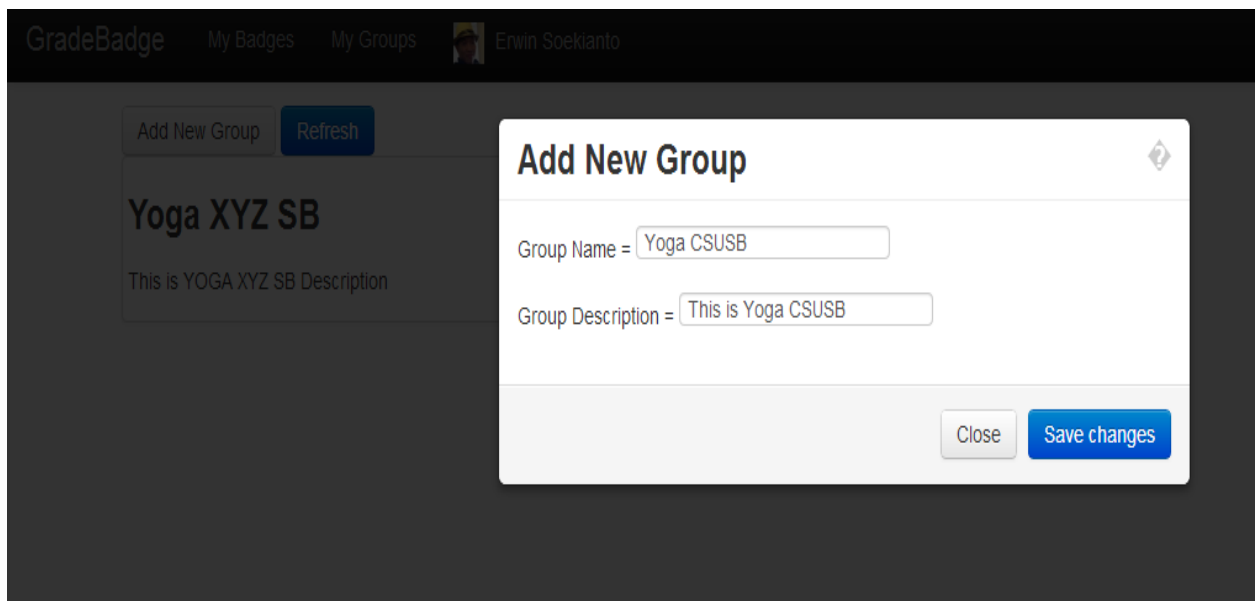 GradeBadge My Badges My Groups Erwin Soekianto
Add New Group Refresh
Yoga XYZ SB
This is YOGA XYZ SB Description
Add New Group
Group Name = Yoga CSUSB
Group Description = This is Yoga CSUSB
Close Save changes